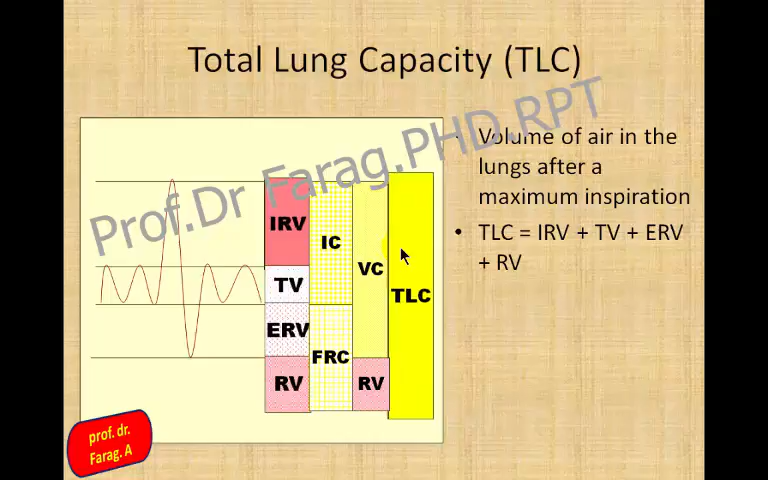 Total Lung Capacity (TLC)
Prof.Dr Farag.PHD.RPT
• Volume of air in the
lungs after a
maximum inspiration
• TLC = IRV + TV + ERV
+ RV
IRV
TV
ERV
RV
IC
FRC
VC
RV
TLC
prof. dr.
Farag. A